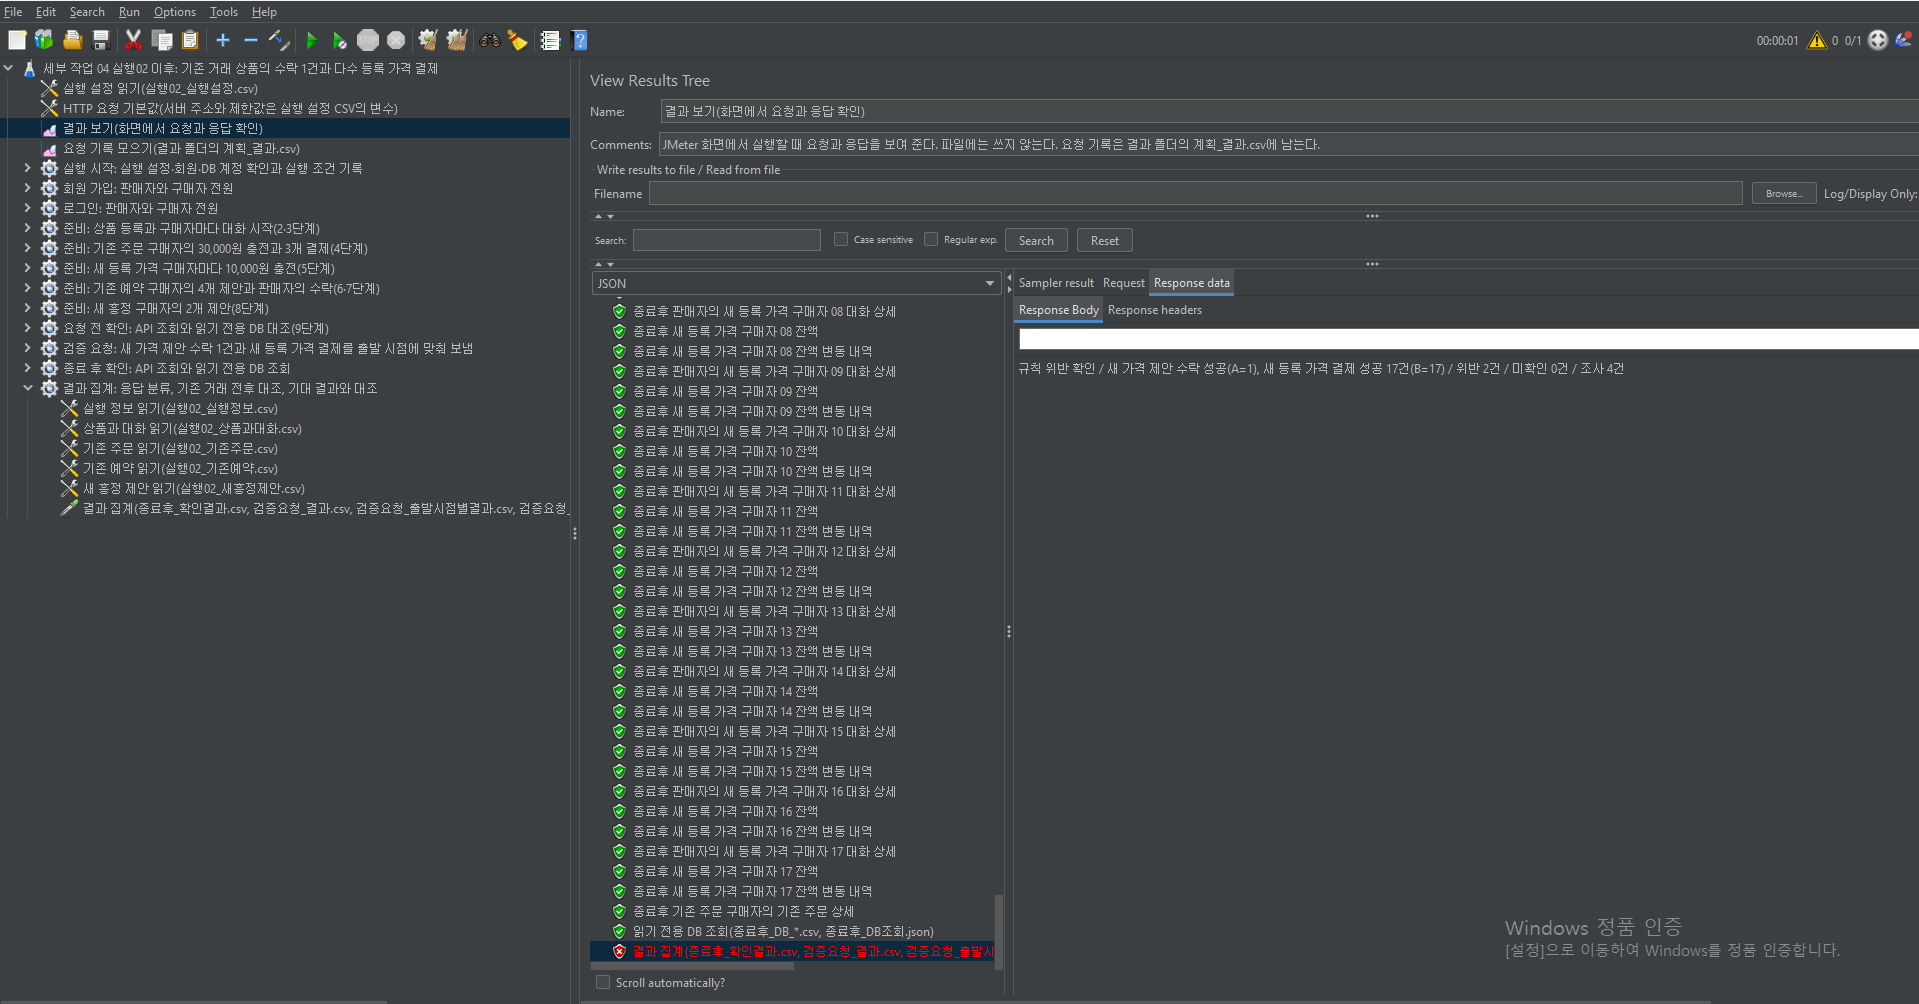 File Edit Search Run Options Tools Help
00:00:01 0 0/1
세부 작업 04 실행02 이후: 기존 거래 상품의 수락 1건과 다수 등록 가격 결제
실행 설정 읽기(실행02_실행설정.csv)
HTTP 요청 기본값(서버 주소와 제한값은 실행 설정 CSV의 변수)
결과 보기(화면에서 요청과 응답 확인)
요청 기록 모으기(결과 폴더의 계획_결과.csv)
실행 시작: 실행 설정·회원·DB 계정 확인과 실행 조건 기록
회원 가입: 판매자와 구매자 전원
로그인: 판매자와 구매자 전원
준비: 상품 등록과 구매자마다 대화 시작(2·3단계)
준비: 기존 주문 구매자의 30,000원 충전과 3개 결제(4단계)
준비: 새 등록 가격 구매자마다 10,000원 충전(5단계)
준비: 기존 예약 구매자의 4개 제안과 판매자의 수락(6·7단계)
준비: 새 흥정 구매자의 2개 제안(8단계)
요청 전 확인: API 조회와 읽기 전용 DB 대조(9단계)
검증 요청: 새 가격 제안 수락 1건과 새 등록 가격 결제를 출발 시점에 맞춰 보냄
종료 후 확인: API 조회와 읽기 전용 DB 조회
결과 집계: 응답 분류, 기존 거래 전후 대조, 기대 결과와 대조
실행 정보 읽기(실행02_실행정보.csv)
상품과 대화 읽기(실행02_상품과대화.csv)
기존 주문 읽기(실행02_기존주문.csv)
기존 예약 읽기(실행02_기존예약.csv)
새 흥정 제안 읽기(실행02_새흥정제안.csv)
결과 집계(종료후_확인결과.csv, 검증요청_결과.csv, 검증요청_출발시점별결과.csv, 검증요청_
View Results Tree
Name: 결과 보기(화면에서 요청과 응답 확인)
Comments: JMeter 화면에서 실행할 때 요청과 응답을 보여 준다. 파일에는 쓰지 않는다. 요청 기록은 결과 폴더의 계획_결과.csv에 남는다.
Write results to file / Read from file
Filename Browse... Log/Display Only:
Search: Case sensitive Regular exp. Search Reset
JSON
종료후 판매자의 새 등록 가격 구매자 08 대화 상세
종료후 새 등록 가격 구매자 08 잔액
종료후 새 등록 가격 구매자 08 잔액 변동 내역
종료후 판매자의 새 등록 가격 구매자 09 대화 상세
종료후 새 등록 가격 구매자 09 잔액
종료후 새 등록 가격 구매자 09 잔액 변동 내역
종료후 판매자의 새 등록 가격 구매자 10 대화 상세
종료후 새 등록 가격 구매자 10 잔액
종료후 새 등록 가격 구매자 10 잔액 변동 내역
종료후 판매자의 새 등록 가격 구매자 11 대화 상세
종료후 새 등록 가격 구매자 11 잔액
종료후 새 등록 가격 구매자 11 잔액 변동 내역
종료후 판매자의 새 등록 가격 구매자 12 대화 상세
종료후 새 등록 가격 구매자 12 잔액
종료후 새 등록 가격 구매자 12 잔액 변동 내역
종료후 판매자의 새 등록 가격 구매자 13 대화 상세
종료후 새 등록 가격 구매자 13 잔액
종료후 새 등록 가격 구매자 13 잔액 변동 내역
종료후 판매자의 새 등록 가격 구매자 14 대화 상세
종료후 새 등록 가격 구매자 14 잔액
종료후 새 등록 가격 구매자 14 잔액 변동 내역
종료후 판매자의 새 등록 가격 구매자 15 대화 상세
종료후 새 등록 가격 구매자 15 잔액
종료후 새 등록 가격 구매자 15 잔액 변동 내역
종료후 판매자의 새 등록 가격 구매자 16 대화 상세
종료후 새 등록 가격 구매자 16 잔액
종료후 새 등록 가격 구매자 16 잔액 변동 내역
종료후 판매자의 새 등록 가격 구매자 17 대화 상세
종료후 새 등록 가격 구매자 17 잔액
종료후 새 등록 가격 구매자 17 잔액 변동 내역
종료후 기존 주문 구매자의 기존 주문 상세
읽기 전용 DB 조회(종료후_DB_*.csv, 종료후_DB조회.json)
결과 집계(종료후_확인결과.csv, 검증요청_결과.csv, 검증요청_출발시
Scroll automatically?
Sampler result Request Response data
Response Body Response headers
규칙 위반 확인 / 새 가격 제안 수락 성공(A=1), 새 등록 가격 결제 성공 17건(B=17) / 위반 2건 / 미확인 0건 / 조사 4건
Windows 정품 인증
[설정]으로 이동하여 Windows를 정품 인증합니다.